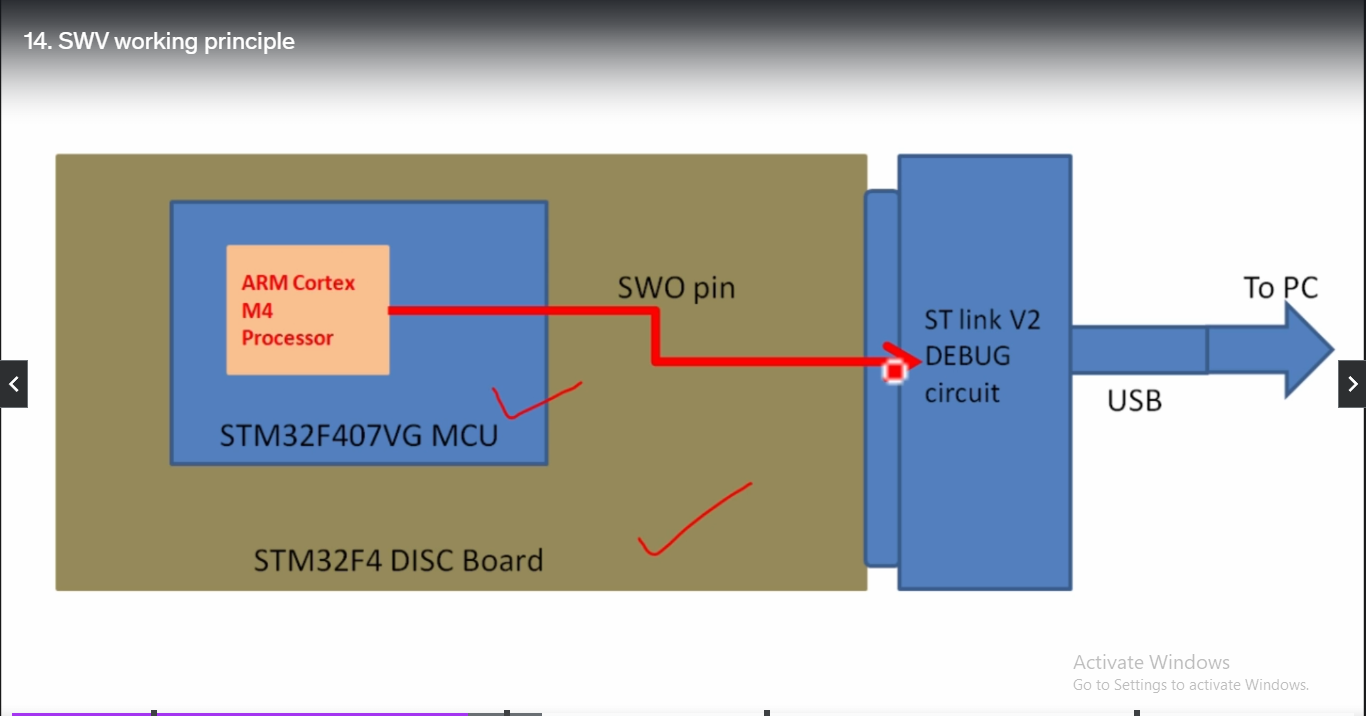 14. SWV working principle
ARM Cortex
M4
Processor
SWO pin
STM32F407VG MCU
STM32F4 DISC Board
ST link V2
DEBUG
circuit
To PC
USB
Activate Windows
Go to Settings to activate Windows.